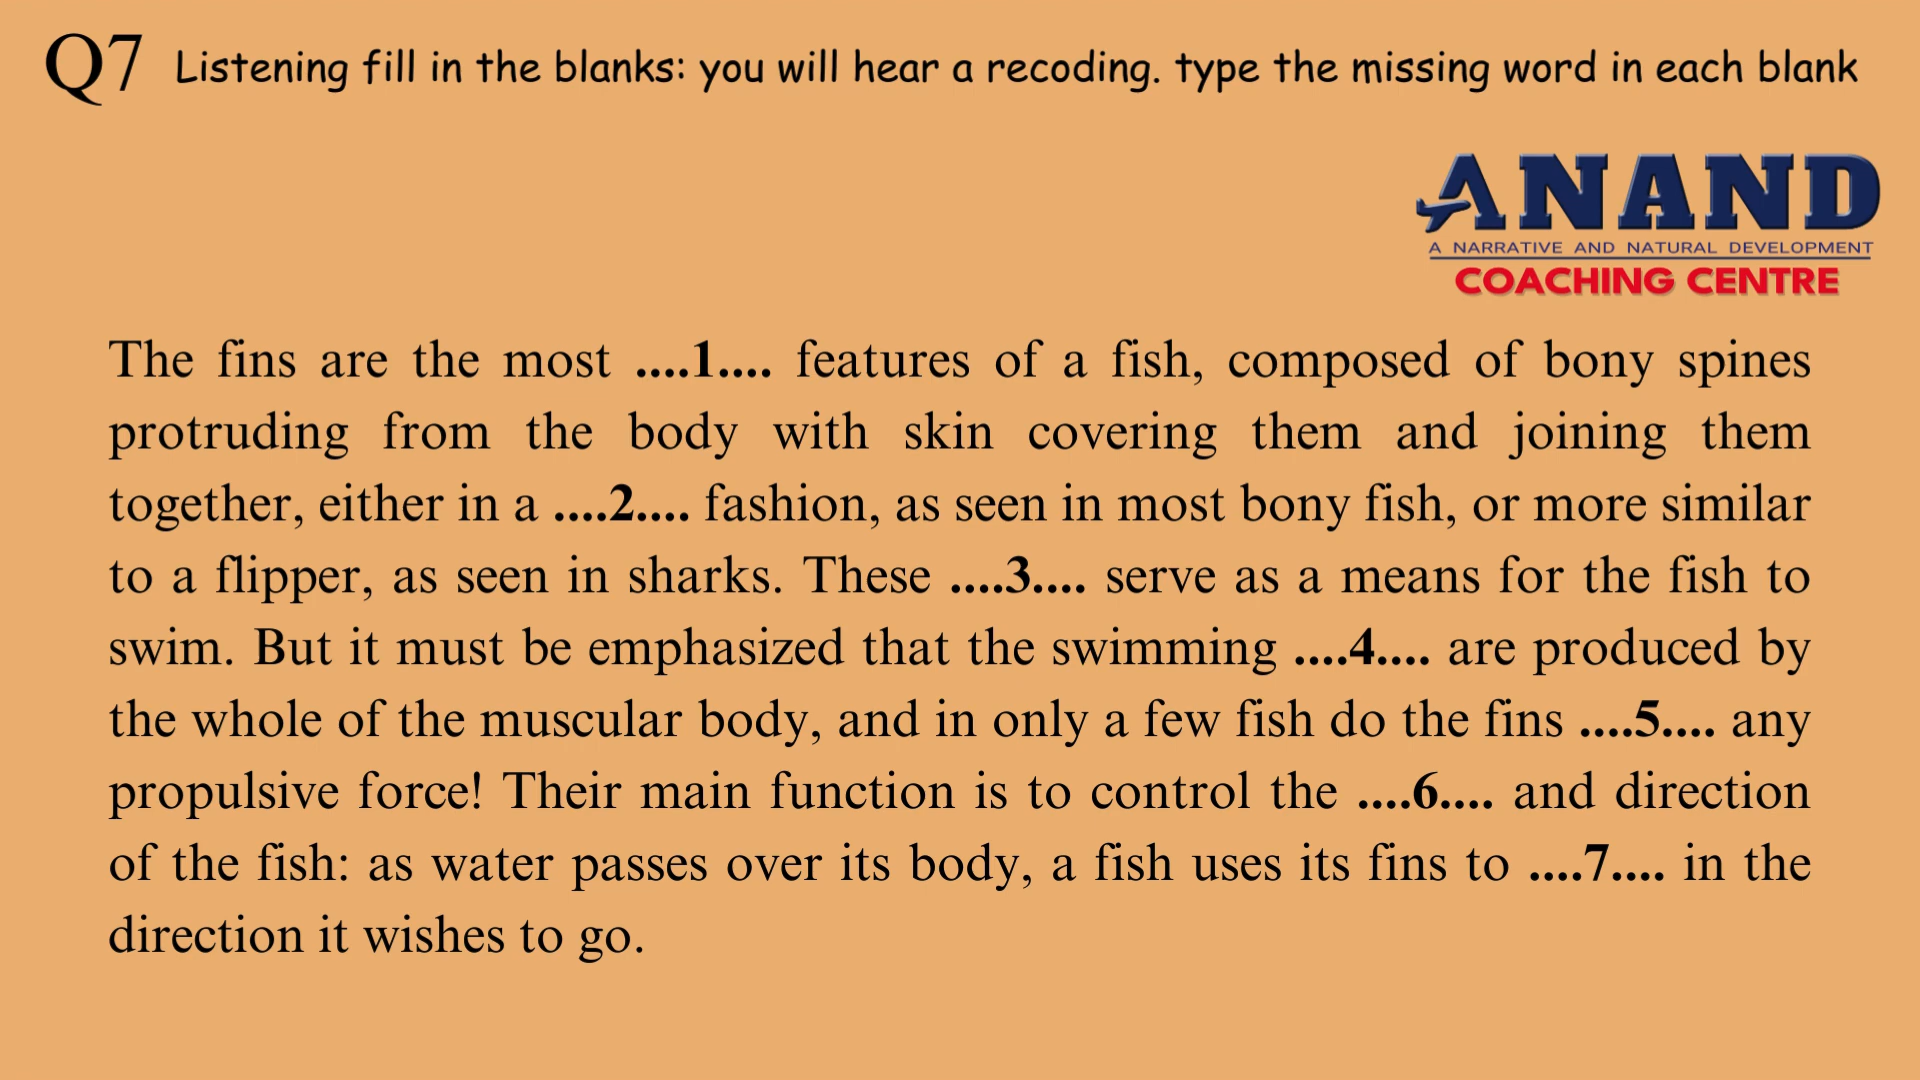 Q7 Listening fill in the blanks: you will hear a recoding. type the missing word in each blank
ANAND
A NARRATIVE AND NATURAL DEVELOPMENT
COACHING CENTRE
The fins are the most ....1.... features of a fish, composed of bony spines
protruding from the body with skin covering them and joining them
together, either in a ....2.... fashion, as seen in most bony fish, or more similar
to a flipper, as seen in sharks. These ....3.... serve as a means for the fish to
swim. But it must be emphasized that the swimming ....4.... are produced by
the whole of the muscular body, and in only a few fish do the fins ....5.... any
propulsive force! Their main function is to control the ....6.... and direction
of the fish: as water passes over its body, a fish uses its fins to ....7.... in the
direction it wishes to go.